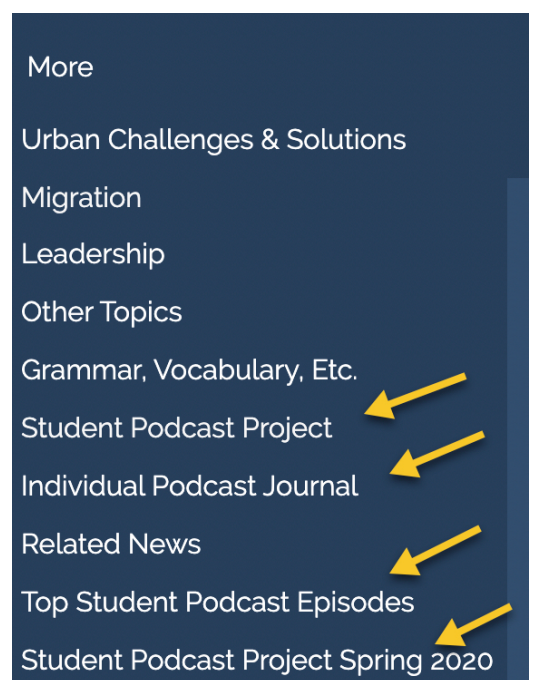 More
Urban Challenges & Solutions
Migration
Leadership
Other Topics
Grammar, Vocabulary, Etc.
Student Podcast Project
Individual Podcast Journal
Related News
Top Student Podcast Episodes
Student Podcast Project Spring 2020